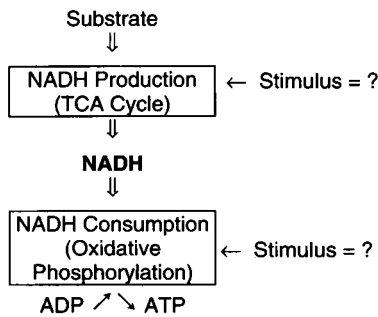 Substrate
⇓
NADH Production
(TCA Cycle)
← Stimulus = ?
⇓
NADH
⇓
NADH Consumption
(Oxidative
Phosphorylation)
← Stimulus = ?
ADP ↗↘ ATP